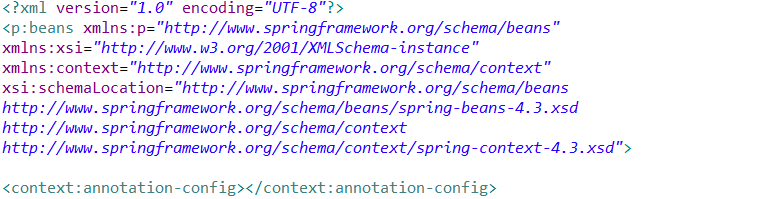 <?xml version="1.0" encoding="UTF-8"?>
<p:beans xmlns:p="http://www.springframework.org/schema/beans"
xmlns:xsi="http://www.w3.org/2001/XMLSchema-instance"
xmlns:context="http://www.springframework.org/schema/context"
xsi:schemaLocation="http://www.springframework.org/schema/beans
http://www.springframework.org/schema/beans/spring-beans-4.3.xsd
http://www.springframework.org/schema/context
http://www.springframework.org/schema/context/spring-context-4.3.xsd">
<context:annotation-config></context:annotation-config>